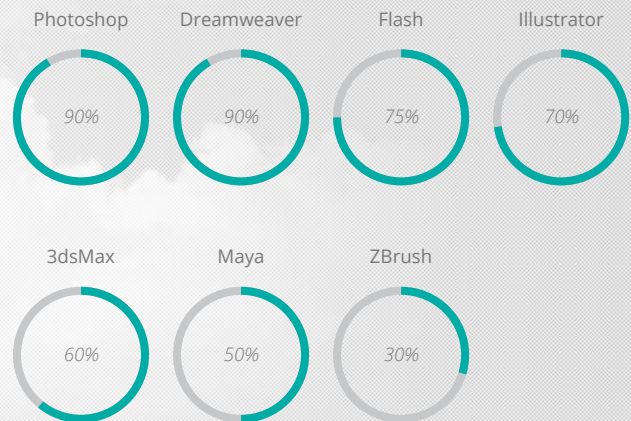 Photoshop Dreamweaver Flash Illustrator
90% 90% 75% 70%
3dsMax Maya ZBrush
60% 50% 30%